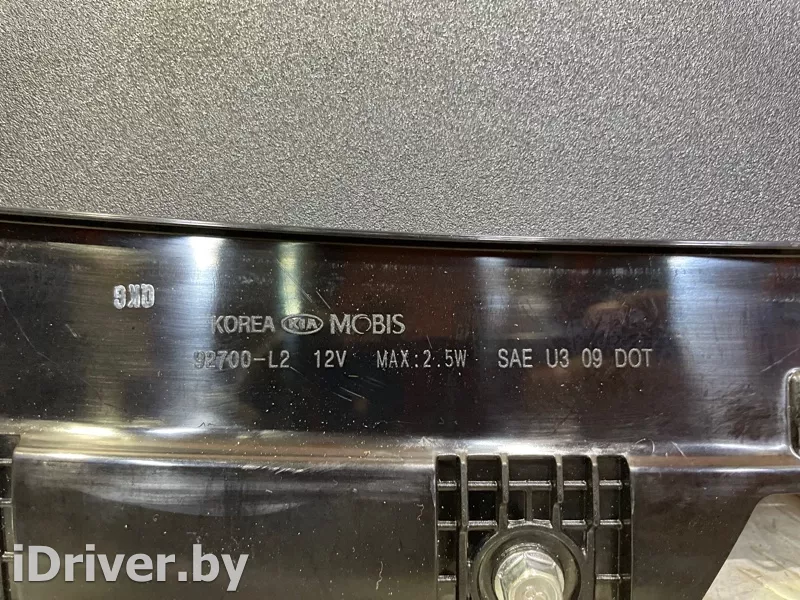 9KD
KOREA KIA MOBIS
92700-L2 12V MAX:2.5W SAE U3 09 DOT
iDriver.by